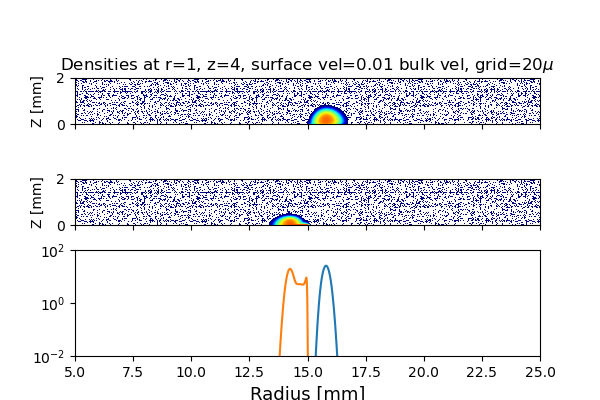 Densities at r=1, z=4, surface vel=0.01 bulk vel, grid=20μ
2
Z [mm]
0
2
Z [mm]
0
10²
10⁰
10⁻²
5.0 7.5 10.0 12.5 15.0 17.5 20.0 22.5 25.0
Radius [mm]